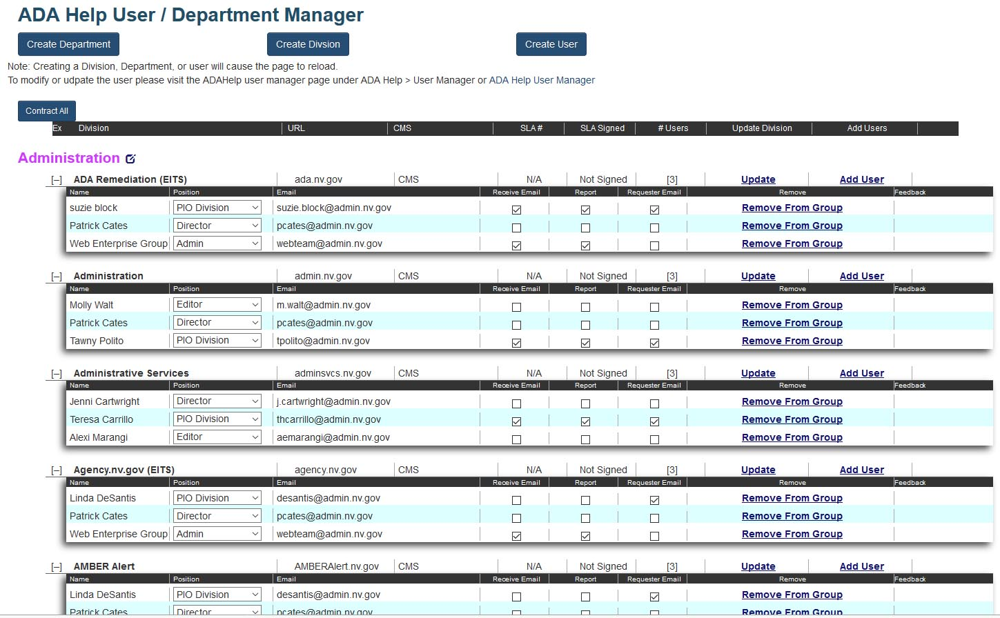 ADA Help User / Department Manager
Create Department Create Divsion Create User
Note: Creating a Division, Department, or user will cause the page to reload.
To modify or udpate the user please visit the ADAHelp user manager page under ADA Help > User Manager or ADA Help User Manager
Contract All
Ex Division URL CMS SLA # SLA Signed # Users Update Division Add Users
Administration
[–] ADA Remediation (EITS) ada.nv.gov CMS N/A Not Signed [3] Update Add User
Name Position Email Receive Email Report Requester Email Remove Feedback
suzie block PIO Division suzie.block@admin.nv.gov Remove From Group
Patrick Cates Director pcates@admin.nv.gov Remove From Group
Web Enterprise Group Admin webteam@admin.nv.gov Remove From Group
[–] Administration admin.nv.gov CMS N/A Not Signed [3] Update Add User
Name Position Email Receive Email Report Requester Email Remove Feedback
Molly Walt Editor m.walt@admin.nv.gov Remove From Group
Patrick Cates Director pcates@admin.nv.gov Remove From Group
Tawny Polito PIO Division tpolito@admin.nv.gov Remove From Group
[–] Administrative Services adminsvcs.nv.gov CMS N/A Not Signed [3] Update Add User
Name Position Email Receive Email Report Requester Email Remove Feedback
Jenni Cartwright Director j.cartwright@admin.nv.gov Remove From Group
Teresa Carrillo PIO Division thcarrillo@admin.nv.gov Remove From Group
Alexi Marangi Editor aemarangi@admin.nv.gov Remove From Group
[–] Agency.nv.gov (EITS) agency.nv.gov CMS N/A Not Signed [3] Update Add User
Name Position Email Receive Email Report Requester Email Remove Feedback
Linda DeSantis PIO Division desantis@admin.nv.gov Remove From Group
Patrick Cates Director pcates@admin.nv.gov Remove From Group
Web Enterprise Group Admin webteam@admin.nv.gov Remove From Group
[–] AMBER Alert AMBERAlert.nv.gov CMS N/A Not Signed [3] Update Add User
Name Position Email Receive Email Report Requester Email Remove Feedback
Linda DeSantis PIO Division desantis@admin.nv.gov Remove From Group
Patrick Cates Director pcates@admin.nv.gov Remove From Group